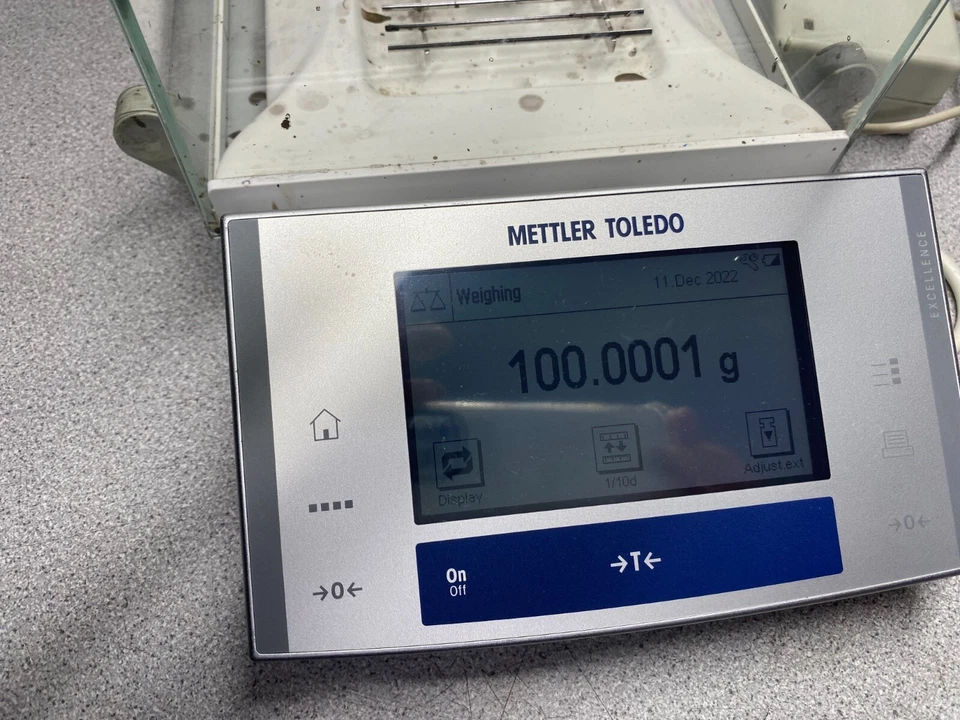 METTLER TOLEDO
EXCELLENCE
Weighing
11.Dec 2022
100.0001 g
Display
1/10d
Adjust.ext
→0←
On
Off
→T←
→0←